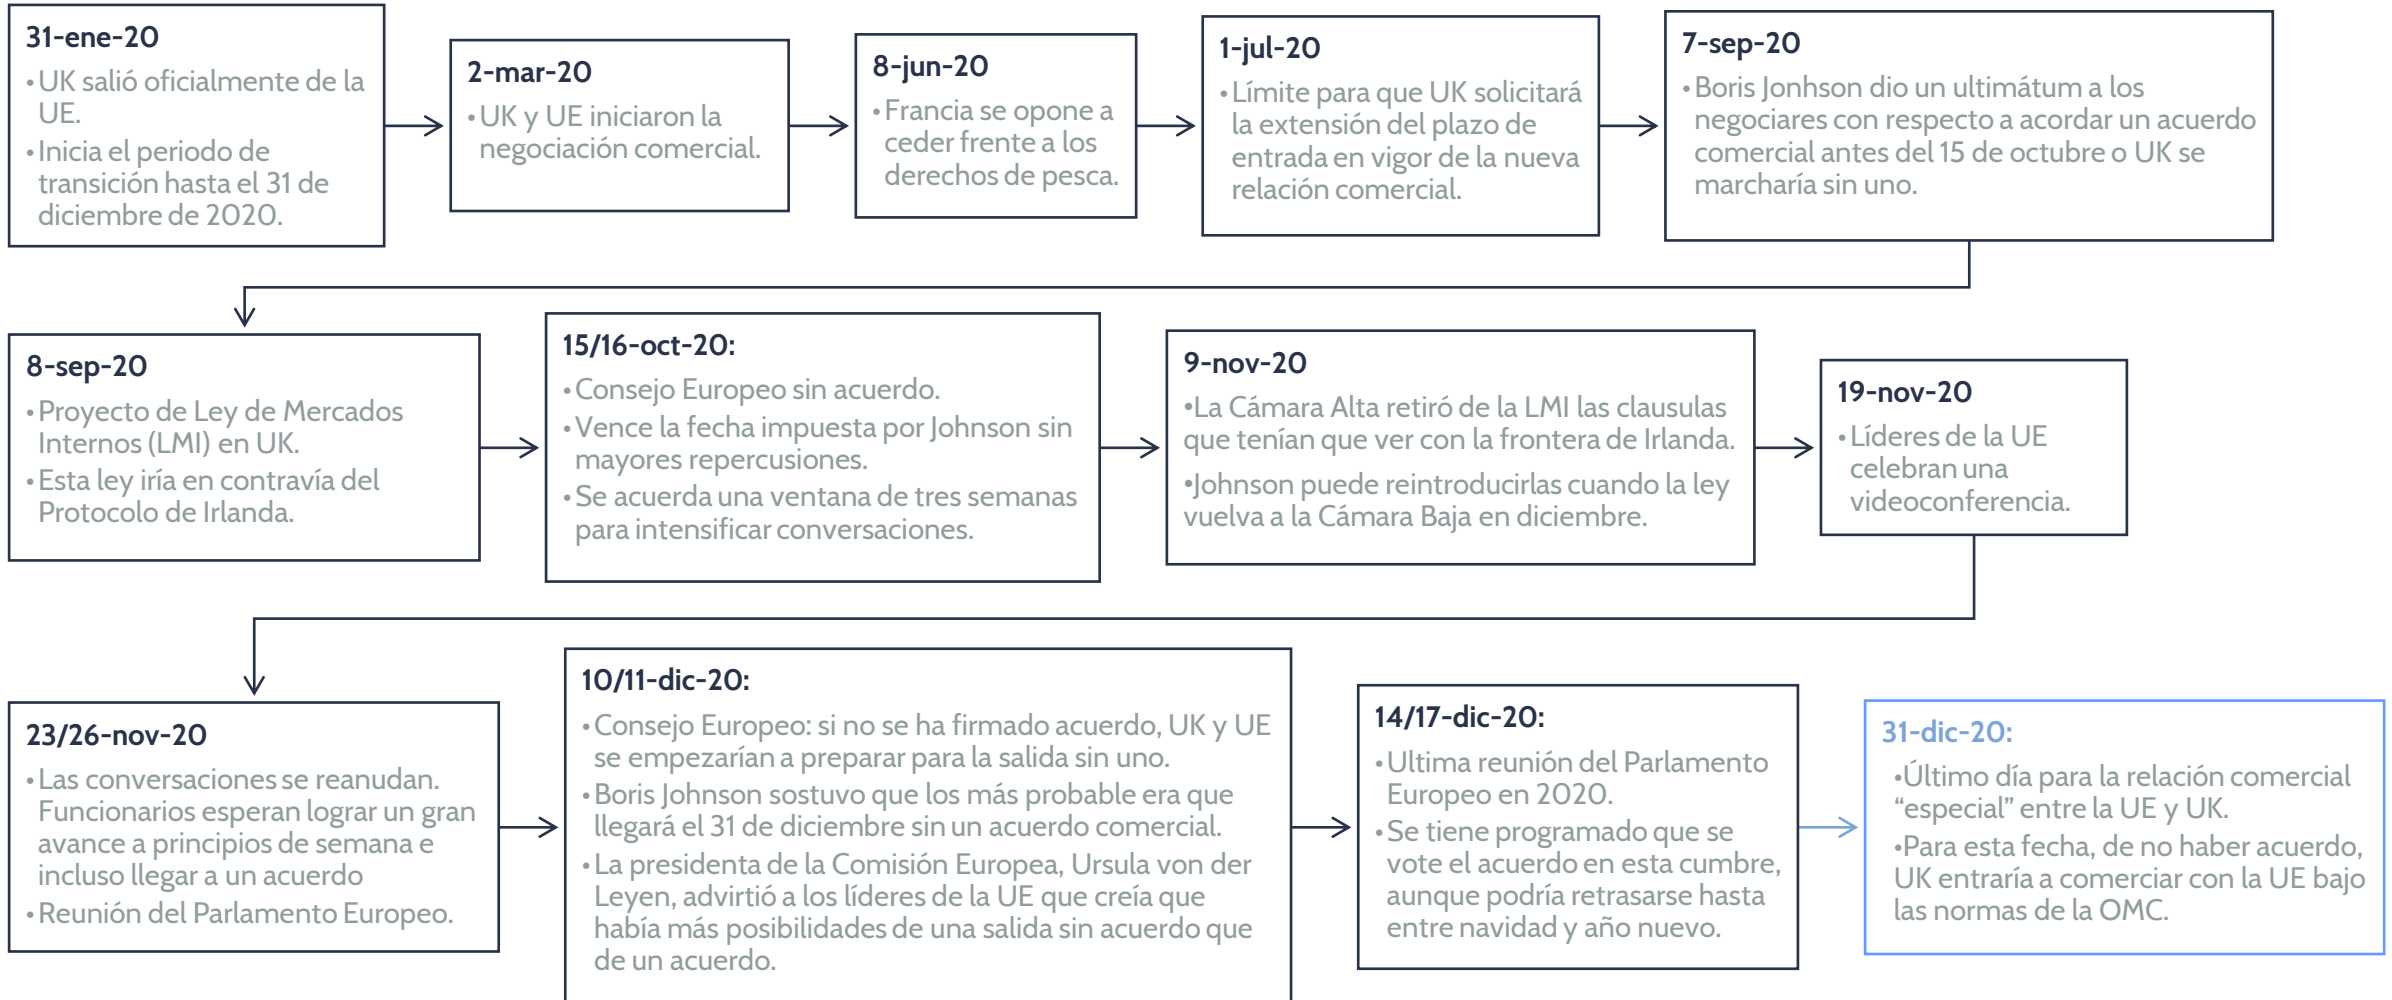 31-ene-20
•UK salió oficialmente de la
UE.
•Inicia el periodo de
transición hasta el 31 de
diciembre de 2020.
2-mar-20
•UK y UE iniciaron la
negociación comercial.
8-jun-20
•Francia se opone a
ceder frente a los
derechos de pesca.
1-jul-20
•Límite para que UK solicitará
la extensión del plazo de
entrada en vigor de la nueva
relación comercial.
7-sep-20
•Boris Jonhson dio un ultimátum a los
negociares con respecto a acordar un acuerdo
comercial antes del 15 de octubre o UK se
marcharía sin uno.
8-sep-20
•Proyecto de Ley de Mercados
Internos (LMI) en UK.
•Esta ley iría en contravía del
Protocolo de Irlanda.
15/16-oct-20:
•Consejo Europeo sin acuerdo.
•Vence la fecha impuesta por Johnson sin
mayores repercusiones.
•Se acuerda una ventana de tres semanas
para intensificar conversaciones.
9-nov-20
•La Cámara Alta retiró de la LMI las clausulas
que tenían que ver con la frontera de Irlanda.
•Johnson puede reintroducirlas cuando la ley
vuelva a la Cámara Baja en diciembre.
19-nov-20
•Líderes de la UE
celebran una
videoconferencia.
23/26-nov-20
•Las conversaciones se reanudan.
Funcionarios esperan lograr un gran
avance a principios de semana e
incluso llegar a un acuerdo
•Reunión del Parlamento Europeo.
10/11-dic-20:
•Consejo Europeo: si no se ha firmado acuerdo, UK y UE
se empezarían a preparar para la salida sin uno.
•Boris Johnson sostuvo que los más probable era que
llegará el 31 de diciembre sin un acuerdo comercial.
•La presidenta de la Comisión Europea, Ursula von der
Leyen, advirtió a los líderes de la UE que creía que
había más posibilidades de una salida sin acuerdo que
de un acuerdo.
14/17-dic-20:
•Ultima reunión del Parlamento
Europeo en 2020.
•Se tiene programado que se
vote el acuerdo en esta cumbre,
aunque podría retrasarse hasta
entre navidad y año nuevo.
31-dic-20:
•Último día para la relación comercial
“especial” entre la UE y UK.
•Para esta fecha, de no haber acuerdo,
UK entraría a comerciar con la UE bajo
las normas de la OMC.